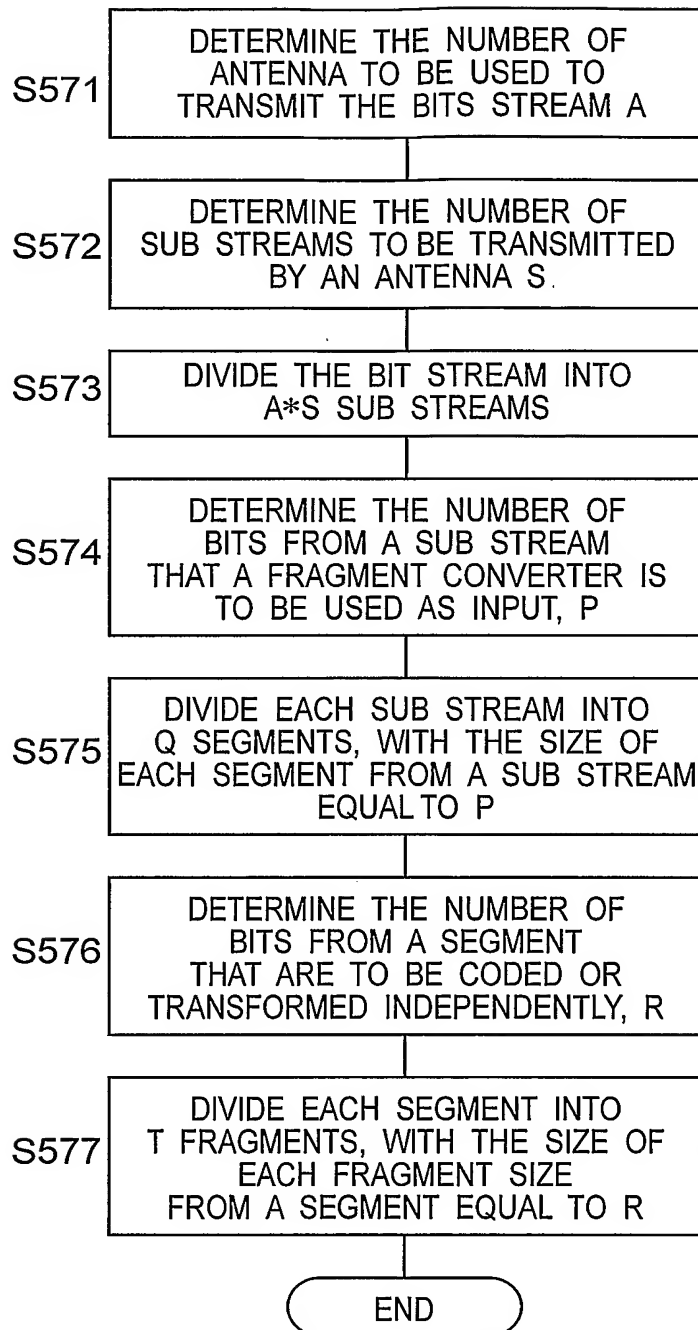 S571
DETERMINE THE NUMBER OF
ANTENNA TO BE USED TO
TRANSMIT THE BITS STREAM A
S572
DETERMINE THE NUMBER OF
SUB STREAMS TO BE TRANSMITTED
BY AN ANTENNA S.
S573
DIVIDE THE BIT STREAM INTO
A*S SUB STREAMS
S574
DETERMINE THE NUMBER OF
BITS FROM A SUB STREAM
THAT A FRAGMENT CONVERTER IS
TO BE USED AS INPUT, P
S575
DIVIDE EACH SUB STREAM INTO
Q SEGMENTS, WITH THE SIZE OF
EACH SEGMENT FROM A SUB STREAM
EQUAL TO P
S576
DETERMINE THE NUMBER OF
BITS FROM A SEGMENT
THAT ARE TO BE CODED OR
TRANSFORMED INDEPENDENTLY, R
S577
DIVIDE EACH SEGMENT INTO
T FRAGMENTS, WITH THE SIZE OF
EACH FRAGMENT SIZE
FROM A SEGMENT EQUAL TO R
END